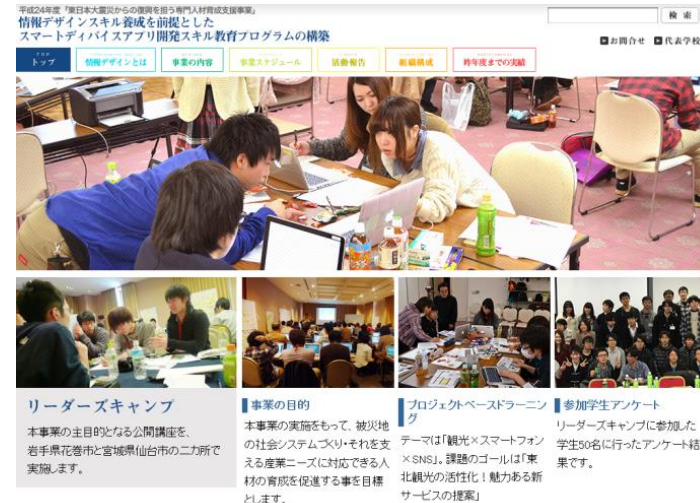 平成24年度「東日本大震災からの復興を担う専門人材育成支援事業」
情報デザインスキル養成を前提とした
スマートディバイスアプリ開発スキル教育プログラムの構築
検 索
お問合せ 代表学校
トップ 情報デザインとは 事業の内容 事業スケジュール 活動報告 組織構成 昨年度までの実績
リーダーズキャンプ
本事業の主目的となる公開講座を、
岩手県花巻市と宮城県仙台市の二カ所で
実施します。
事業の目的
本事業の実施をもって、被災地
の社会システムづくり・それを支
える産業ニーズに対応できる人
材の育成を促進する事を目標
とします。
プロジェクトベースドラーニン
グ
テーマは「観光×スマートフォン
×SNS」。課題のゴールは「東
北観光の活性化！魅力ある新
サービスの提案」
参加学生アンケート
リーダーズキャンプに参加した
学生50名に行ったアンケート結
果です。